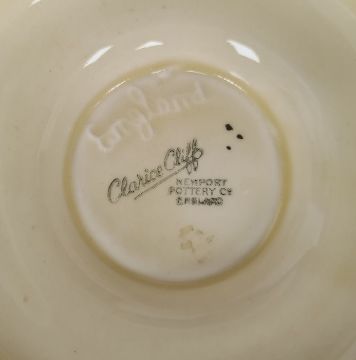 England
Clarice Cliff
NEWPORT
POTTERY Co
ENGLAND